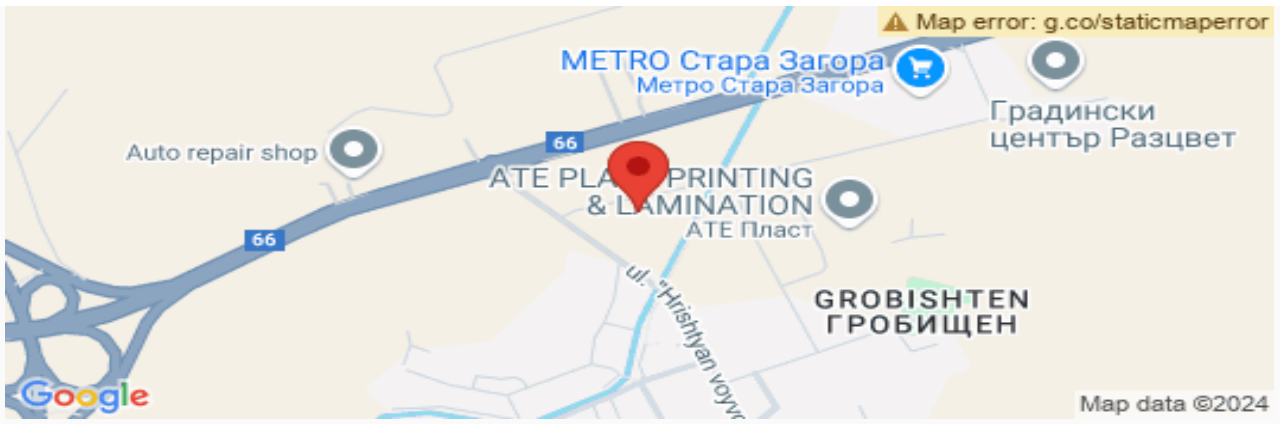 Map error: g.co/staticmaperror
METRO Стара Загора
Метро Стара Загора
Градински
център Разцвет
66
Auto repair shop
ATE PLA PRINTING
& LAMINATION
АТЕ Пласт
66
ul. "Hrishtyan voyvo
GROBISHTEN
ГРОБИЩЕН
Google
Map data ©2024